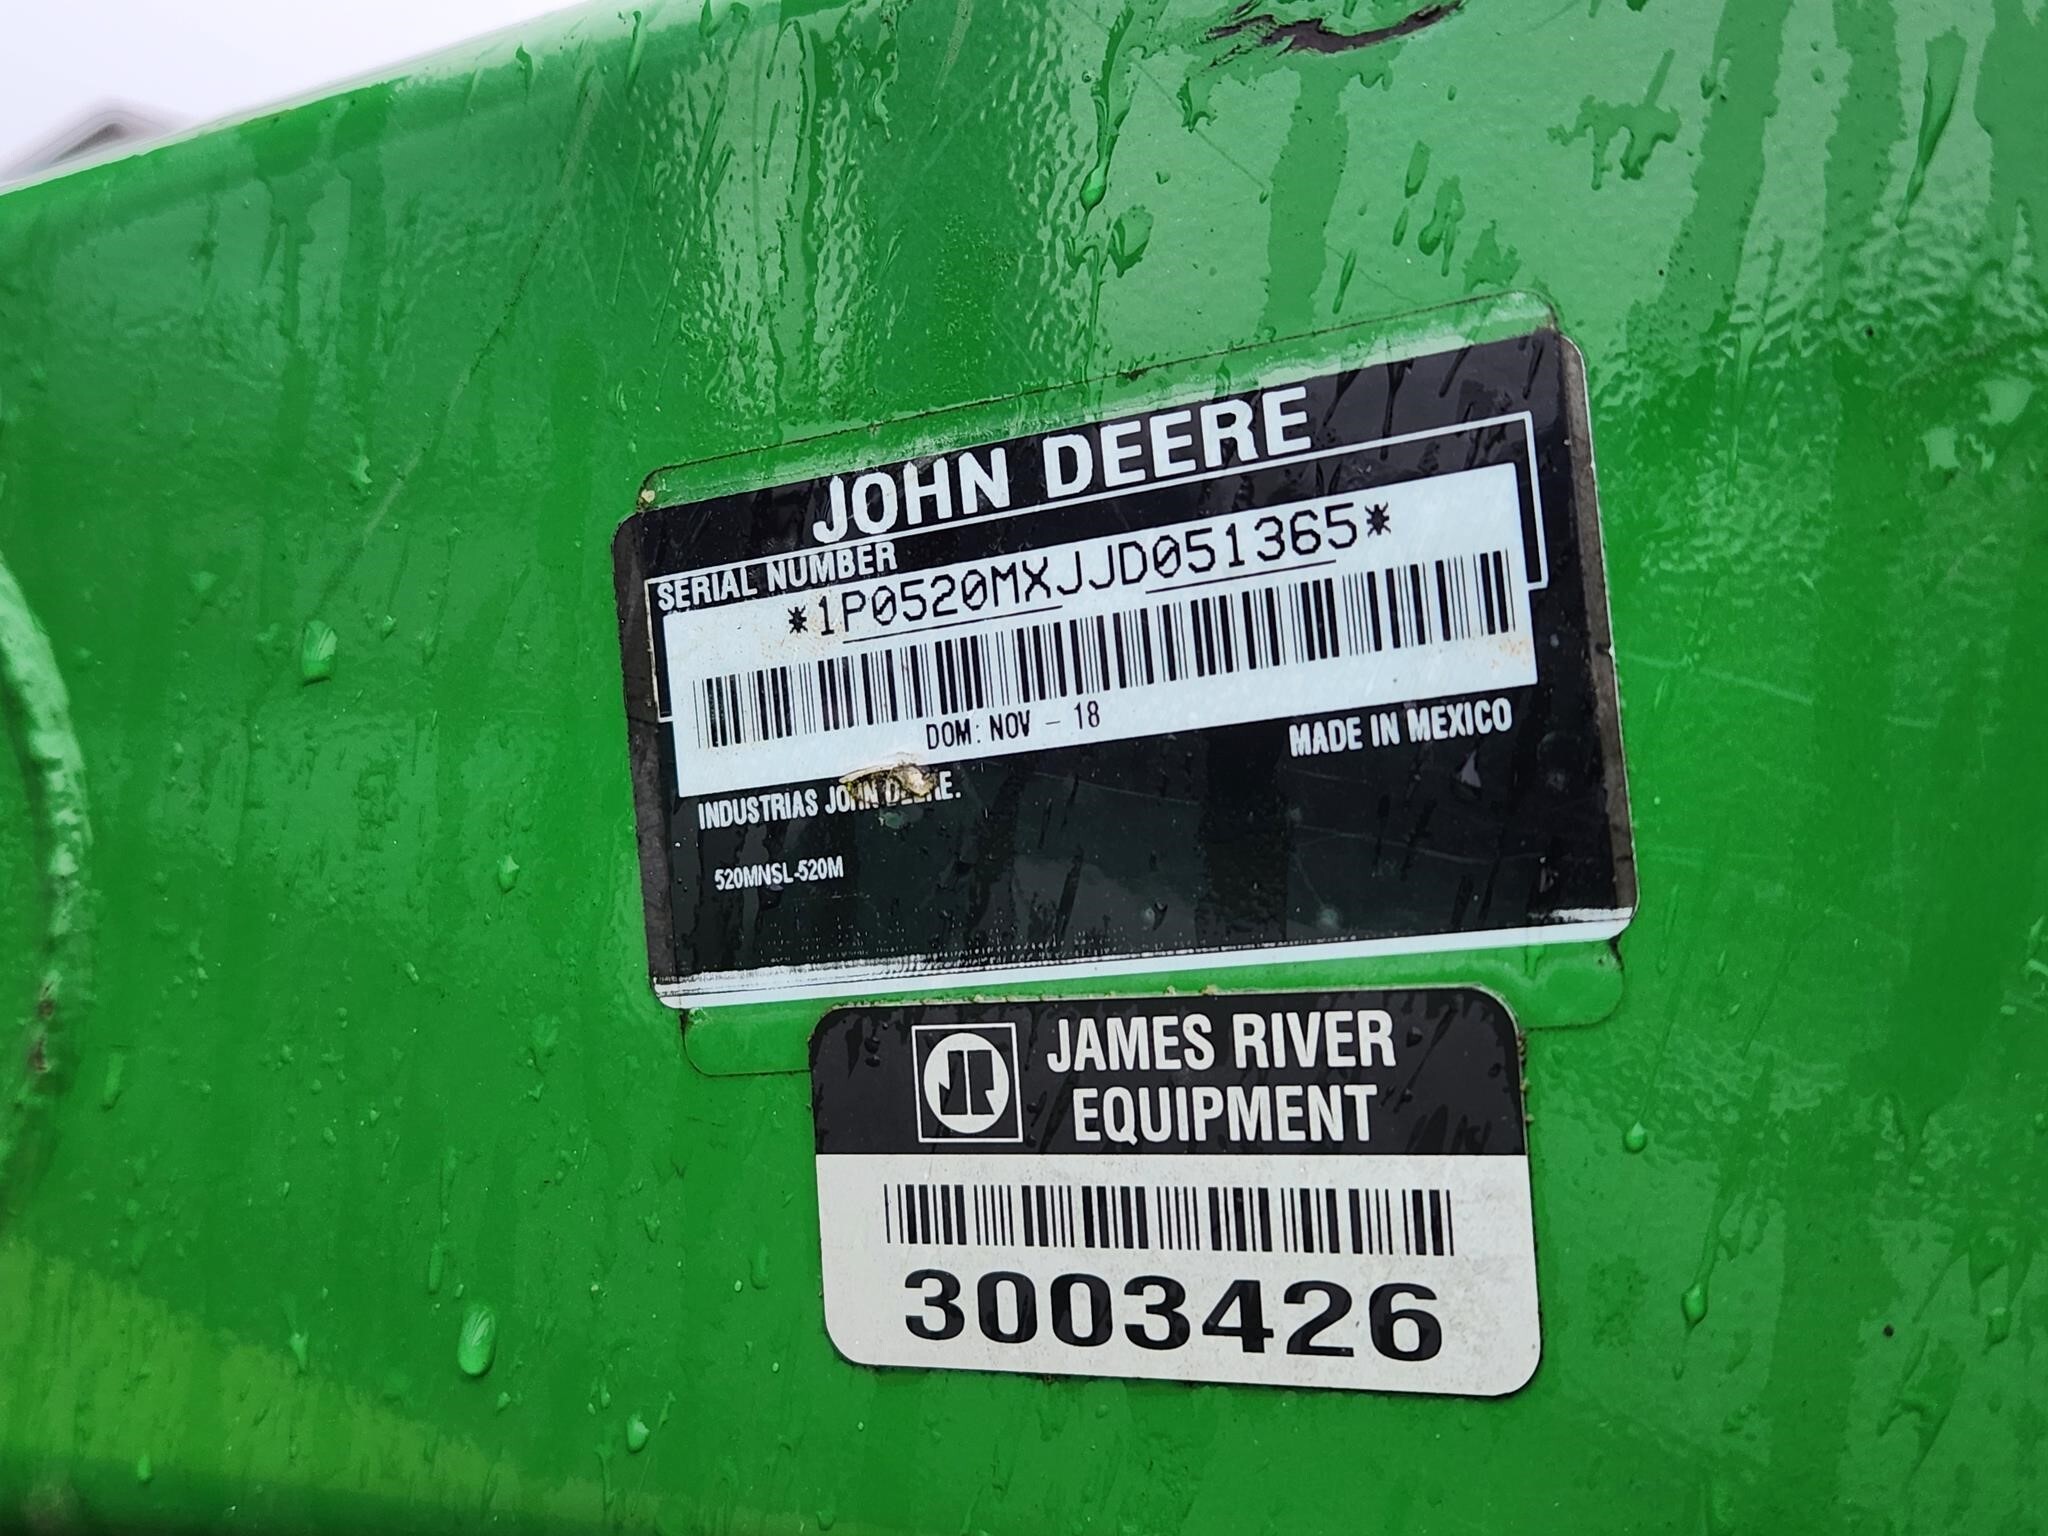 JOHN DEERE
SERIAL NUMBER
*1P0520MXJJD051365*
DOM: NOV - 18
MADE IN MEXICO
INDUSTRIAS JOHN DEERE.
520MNSL-520M
JR JAMES RIVER
EQUIPMENT
3003426